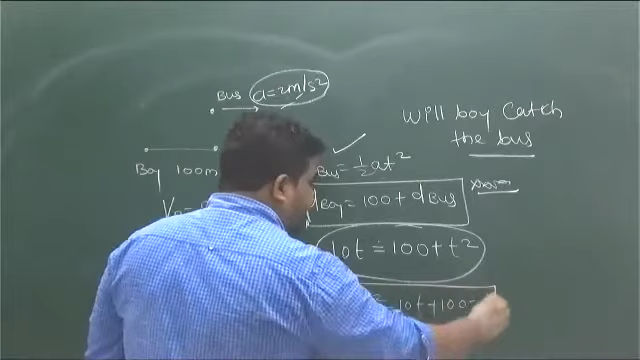 Bus a=2m/s²
Will boy Catch
the bus
Boy 100m
Bus = ½at²
dBoy = 100 + dBus
10t = 100 + t²
- 10t + 100 =